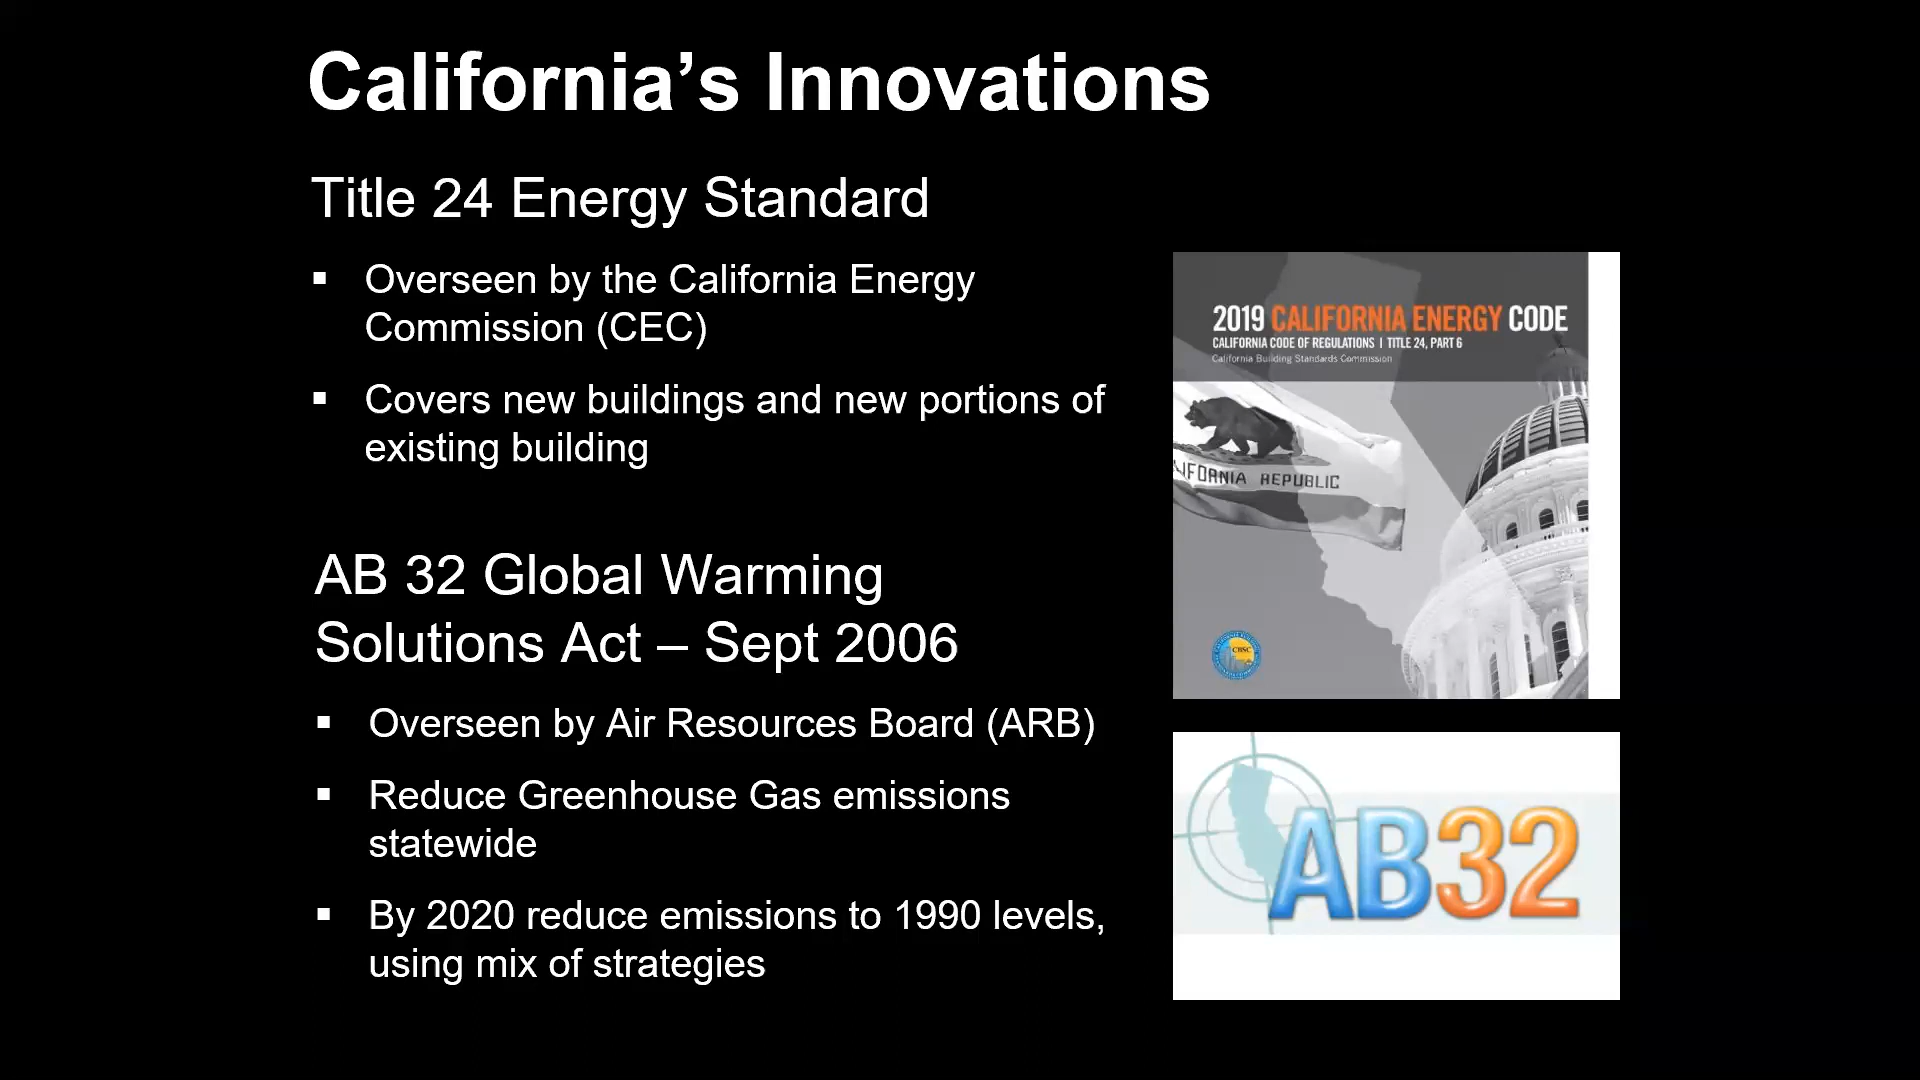 California’s Innovations
Title 24 Energy Standard
▪ Overseen by the California Energy
Commission (CEC)
▪ Covers new buildings and new portions of
existing building
AB 32 Global Warming
Solutions Act – Sept 2006
▪ Overseen by Air Resources Board (ARB)
▪ Reduce Greenhouse Gas emissions
statewide
▪ By 2020 reduce emissions to 1990 levels,
using mix of strategies
2019 CALIFORNIA ENERGY CODE
CALIFORNIA CODE OF REGULATIONS | TITLE 24, PART 6
California Building Standards Commission
IFORNIA REPUBLIC
CBSC
AB32